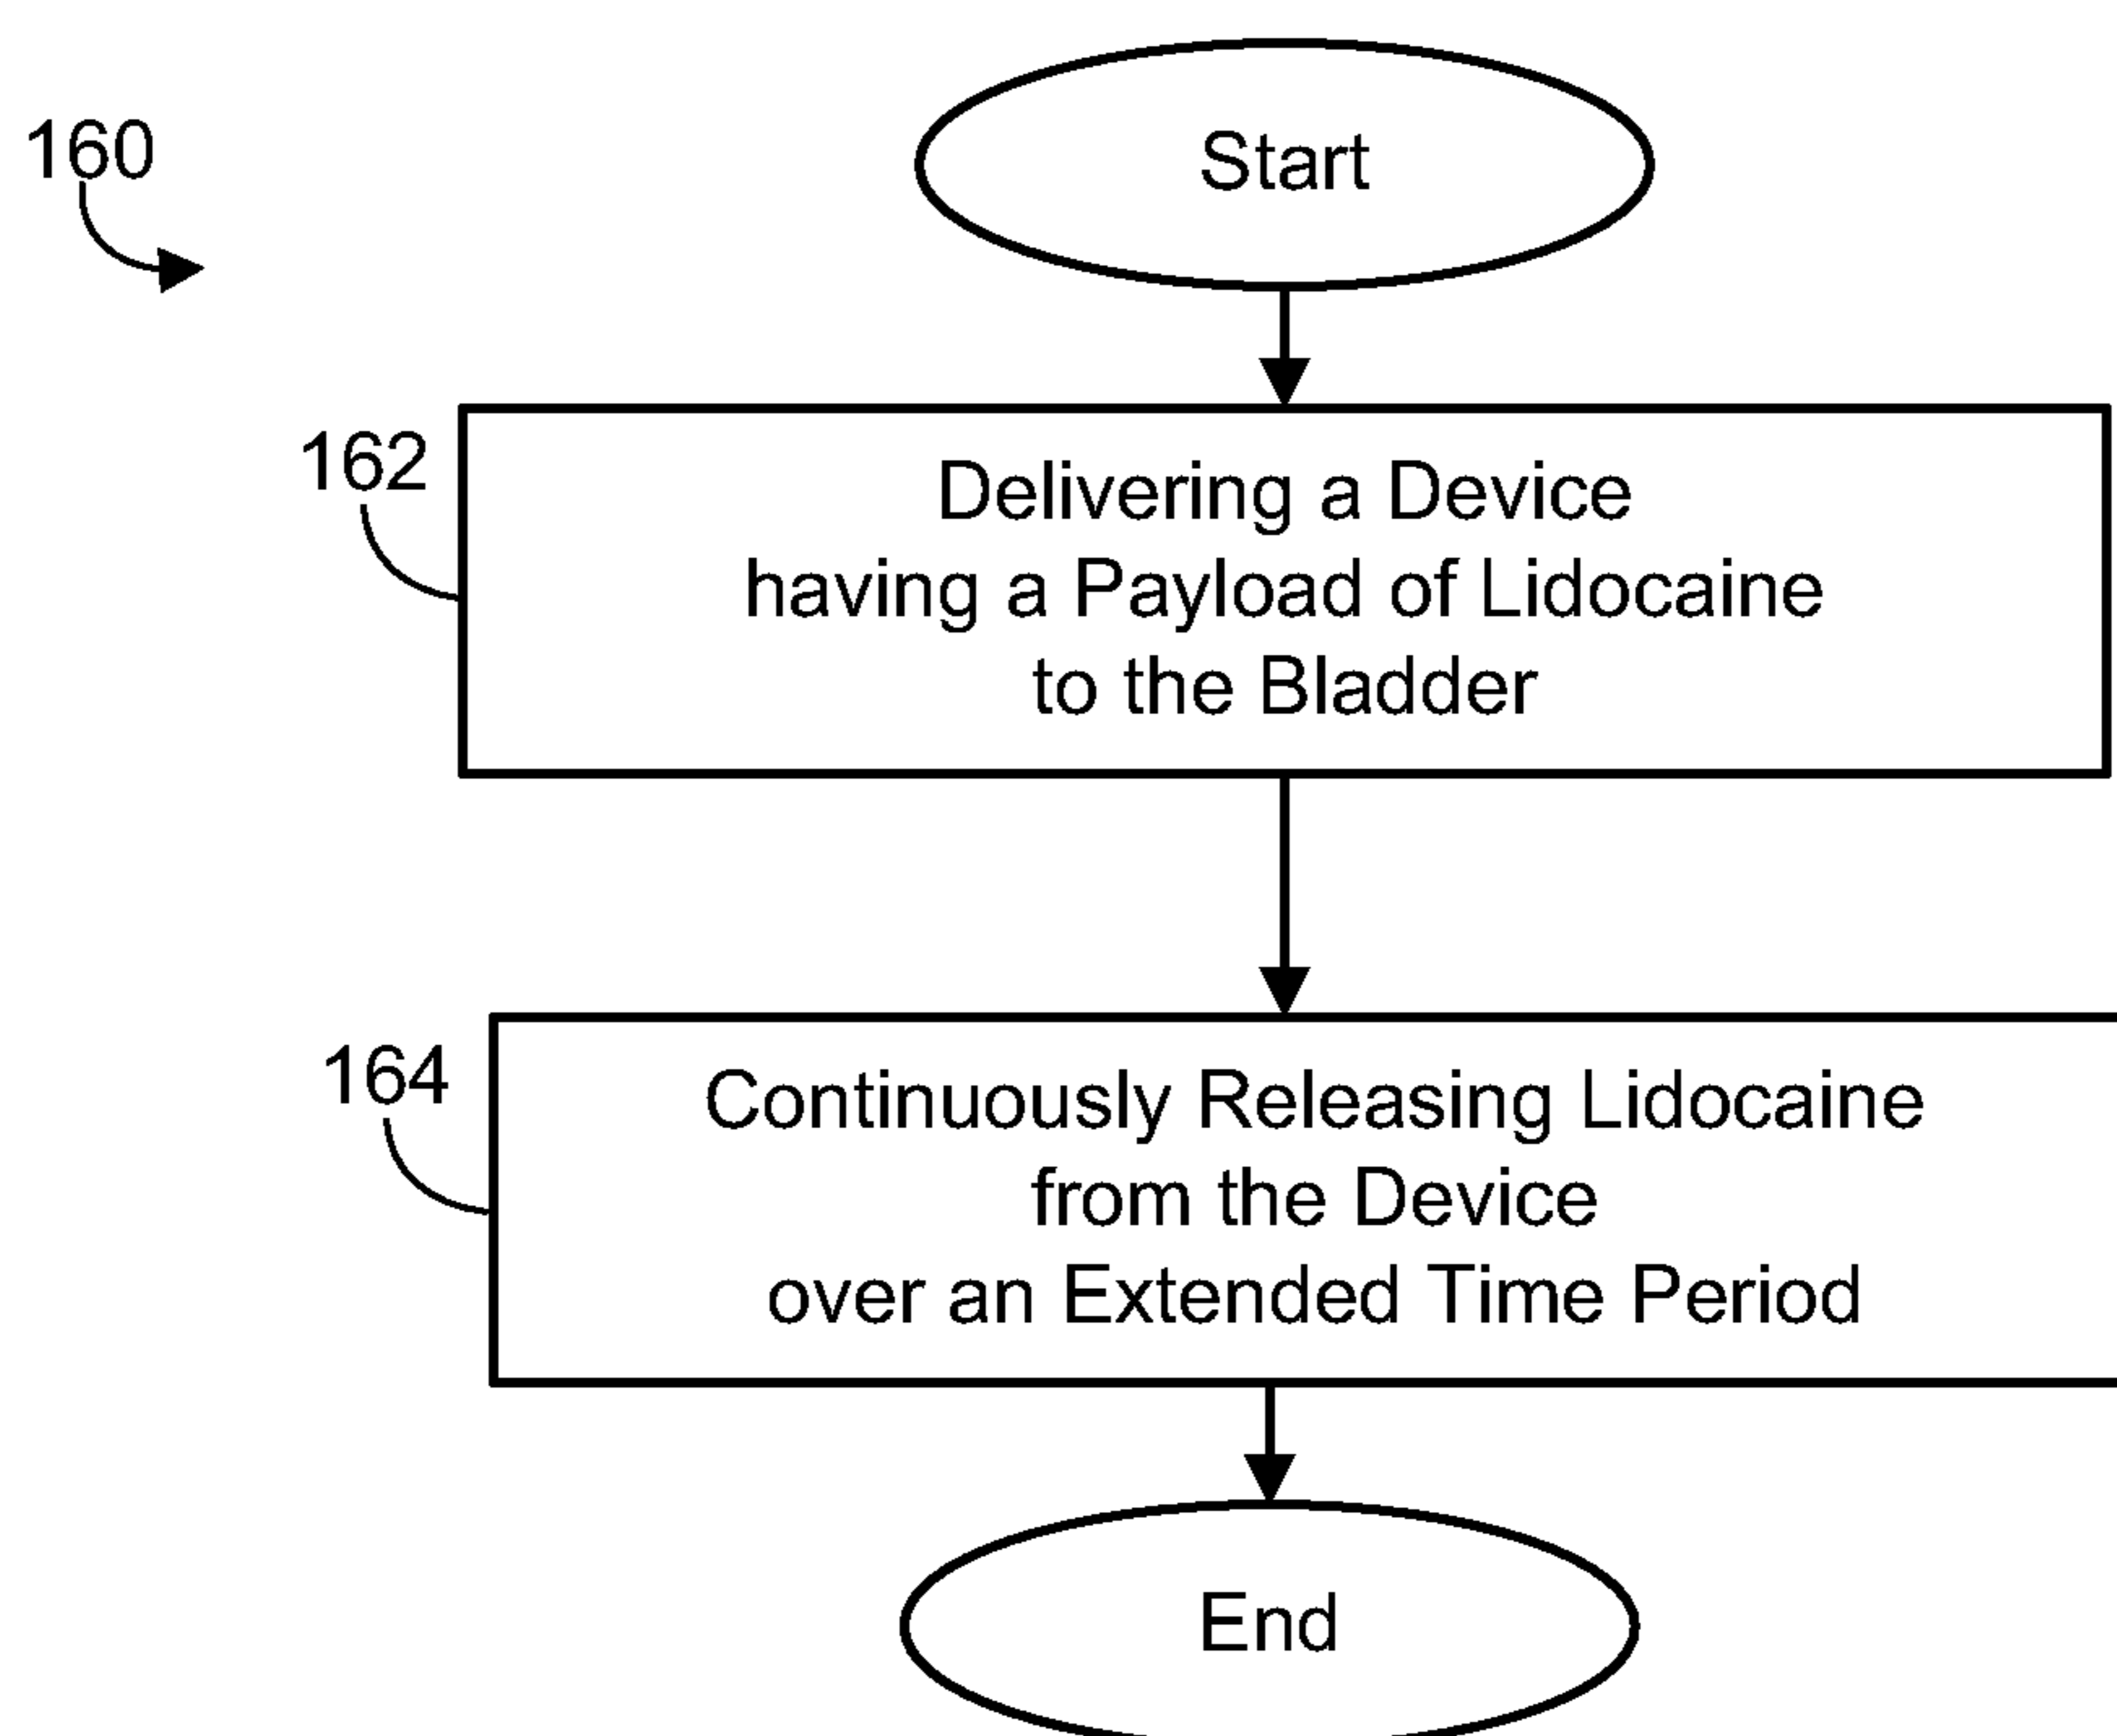 160
Start
162
Delivering a Device
having a Payload of Lidocaine
to the Bladder
164
Continuously Releasing Lidocaine
from the Device
over an Extended Time Period
End